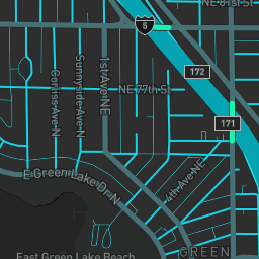 NE 81st St
5
172
NE 77th St
171
Corliss Ave N
Sunnyside Ave N
1st Ave NE
E Green Lake Dr N
4th Ave NE
East Green Lake Beach
GREEN